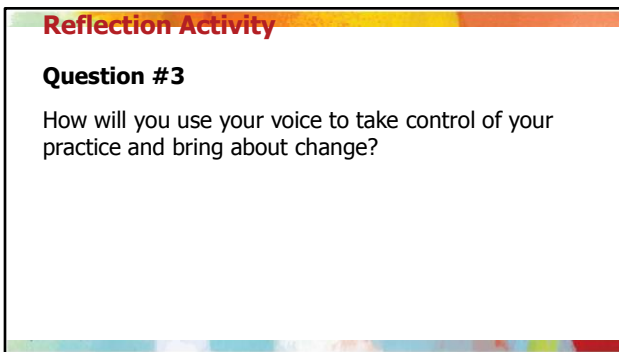 Reflection Activity
Question #3
How will you use your voice to take control of your
practice and bring about change?